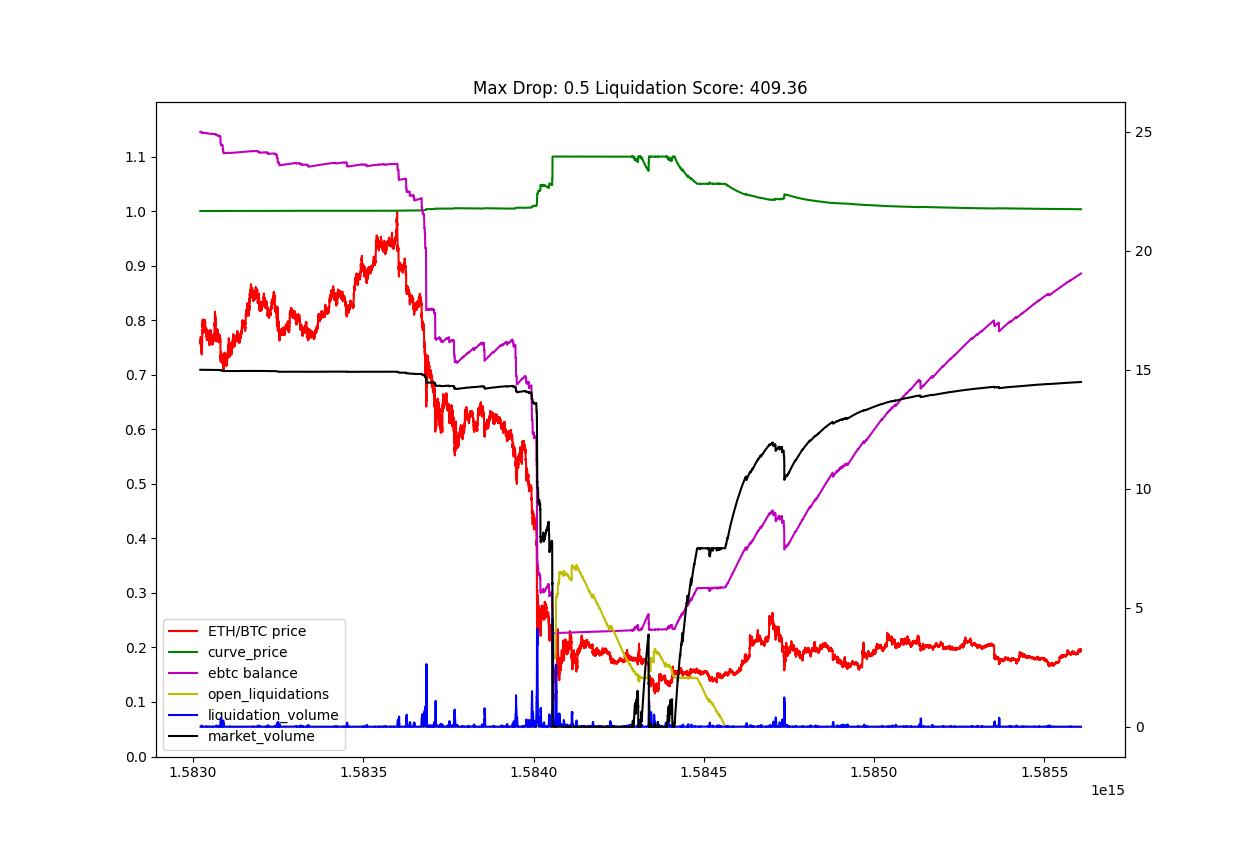 Max Drop: 0.5 Liquidation Score: 409.36
1.1
1.0
0.9
0.8
0.7
0.6
0.5
0.4
0.3
0.2
0.1
0.0
25
20
15
10
5
0
ETH/BTC price
curve_price
ebtc balance
open_liquidations
liquidation_volume
market_volume
1.5830 1.5835 1.5840 1.5845 1.5850 1.5855
1e15